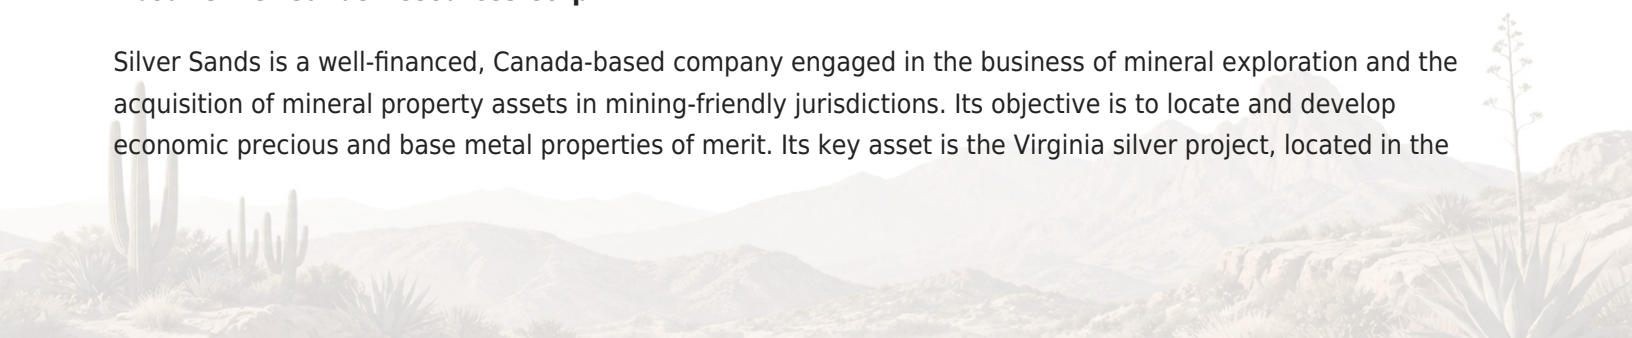 Silver Sands is a well-financed, Canada-based company engaged in the business of mineral exploration and the
acquisition of mineral property assets in mining-friendly jurisdictions. Its objective is to locate and develop
economic precious and base metal properties of merit. Its key asset is the Virginia silver project, located in the